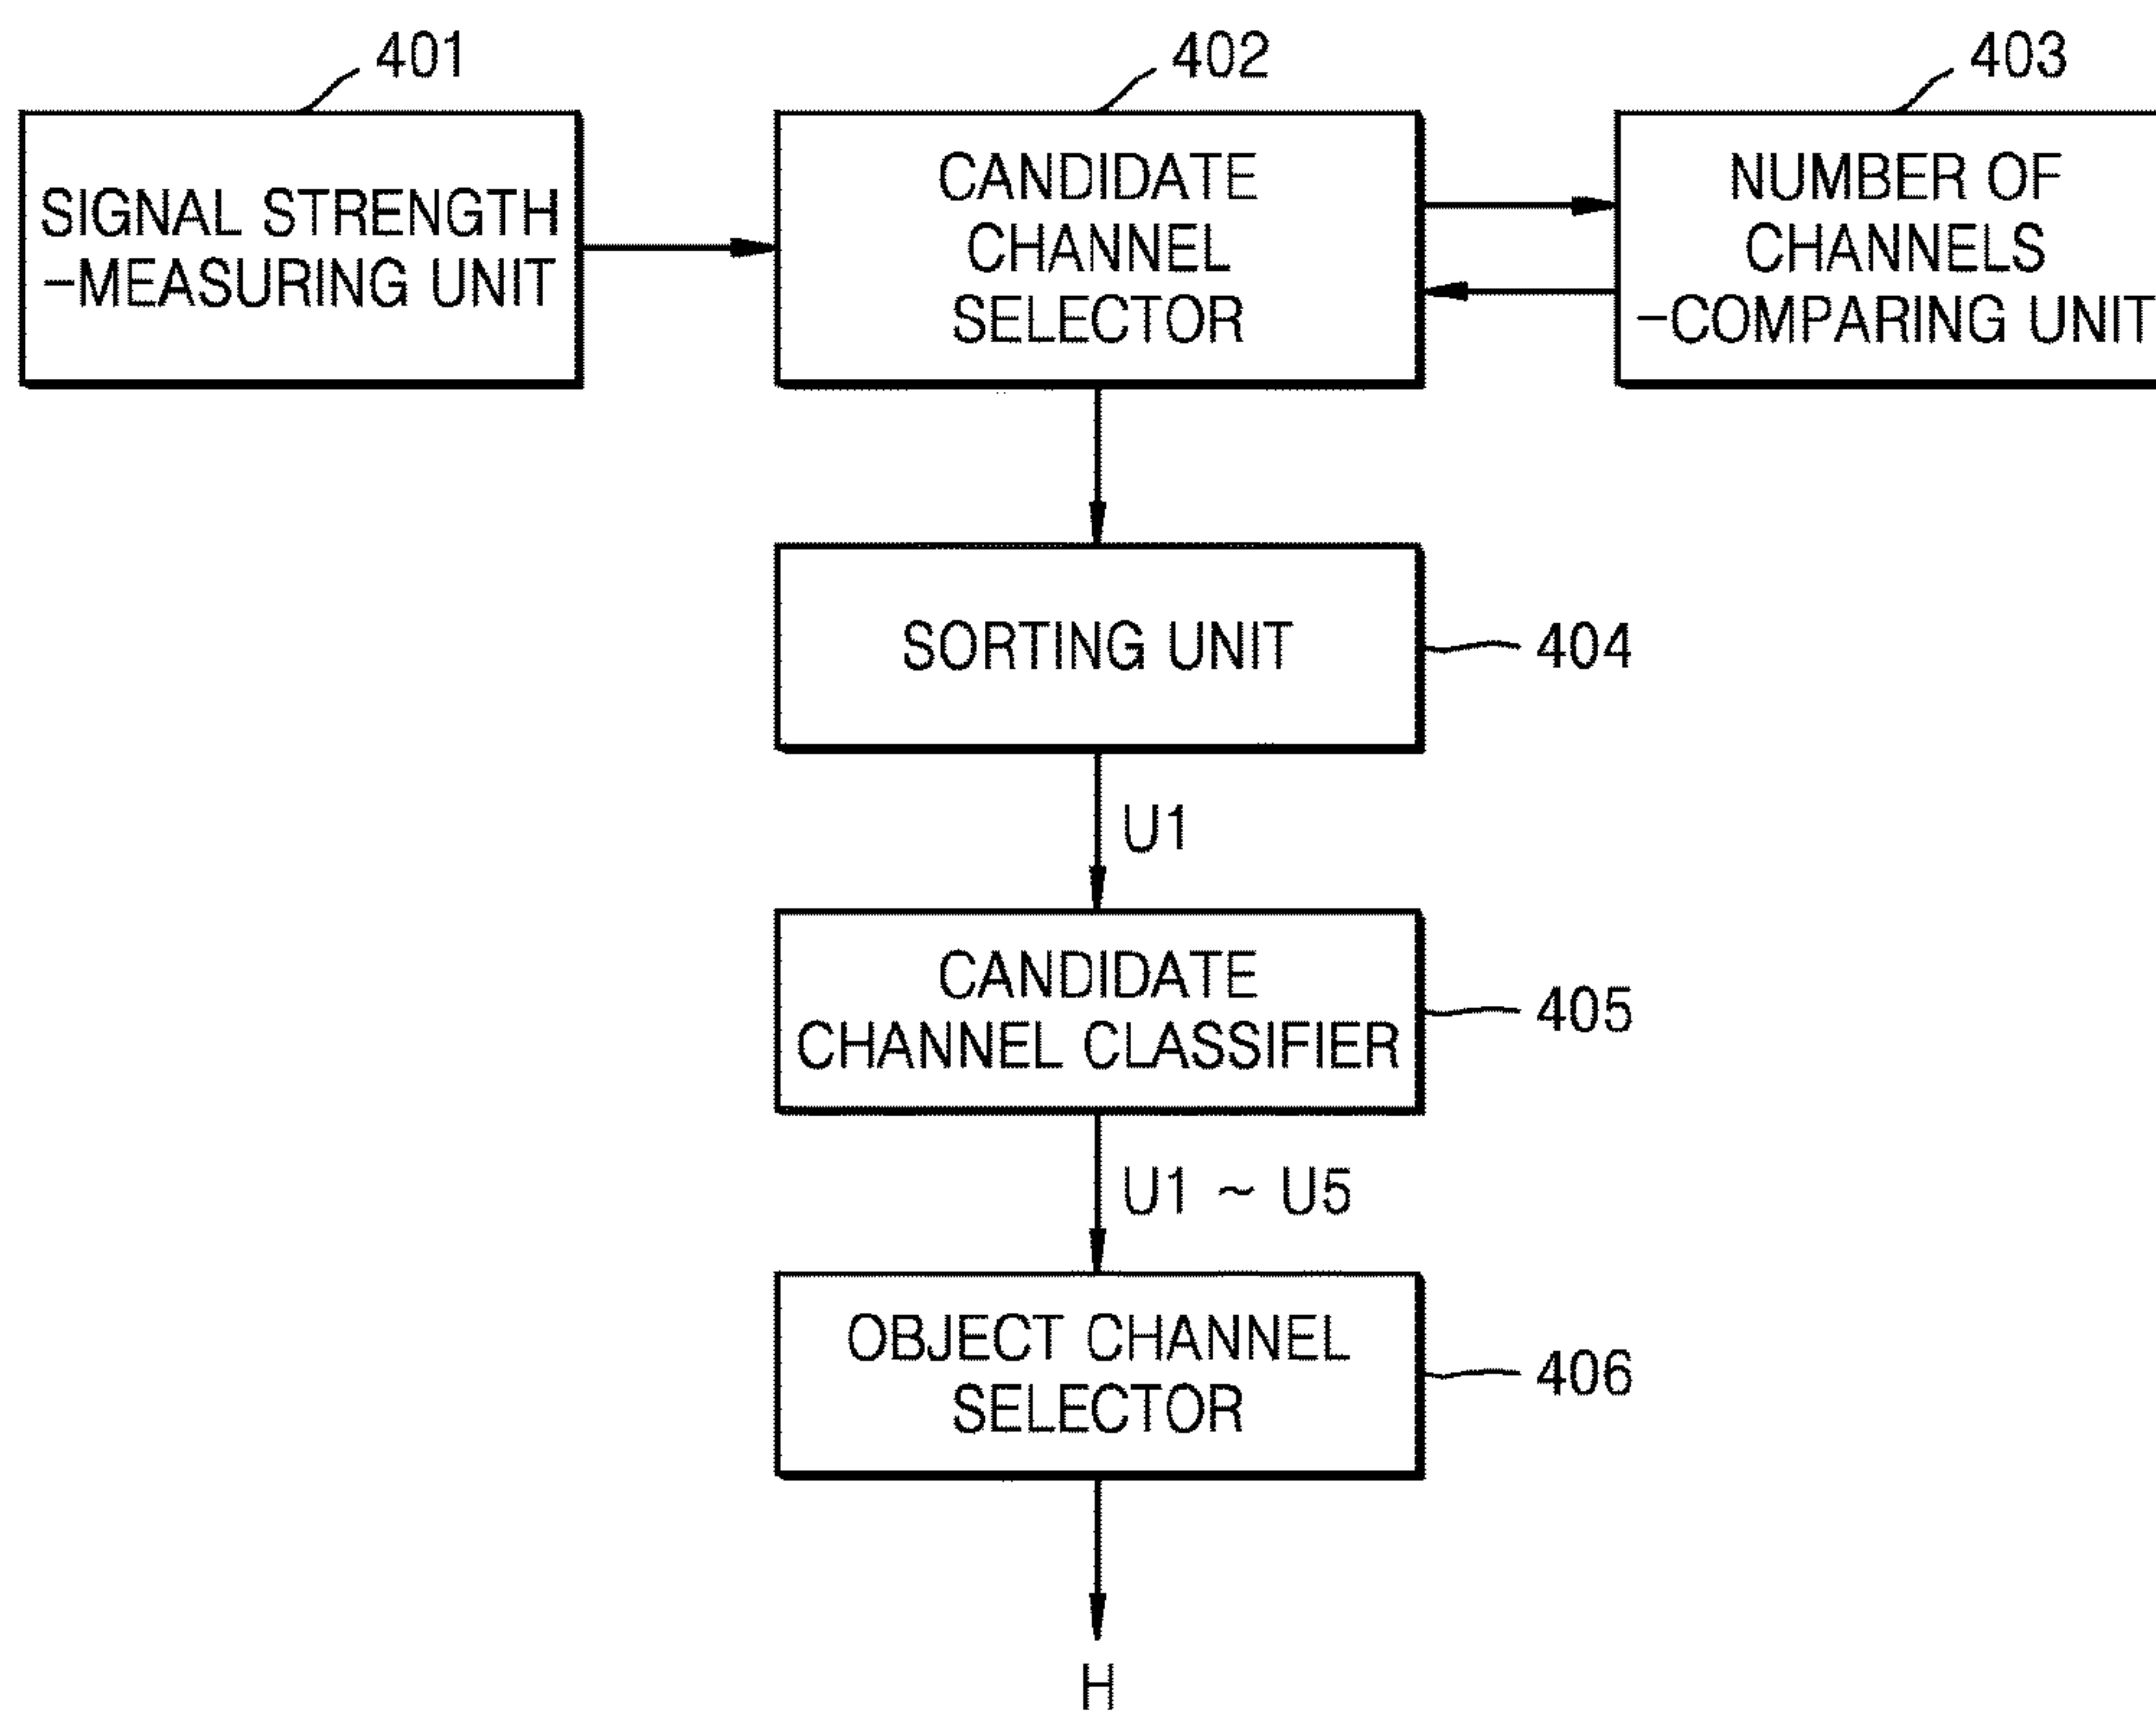 401
402
403
SIGNAL STRENGTH
-MEASURING UNIT
CANDIDATE
CHANNEL
SELECTOR
NUMBER OF
CHANNELS
-COMPARING UNIT
SORTING UNIT
404
U1
CANDIDATE
CHANNEL CLASSIFIER
405
U1 ~ U5
OBJECT CHANNEL
SELECTOR
406
H